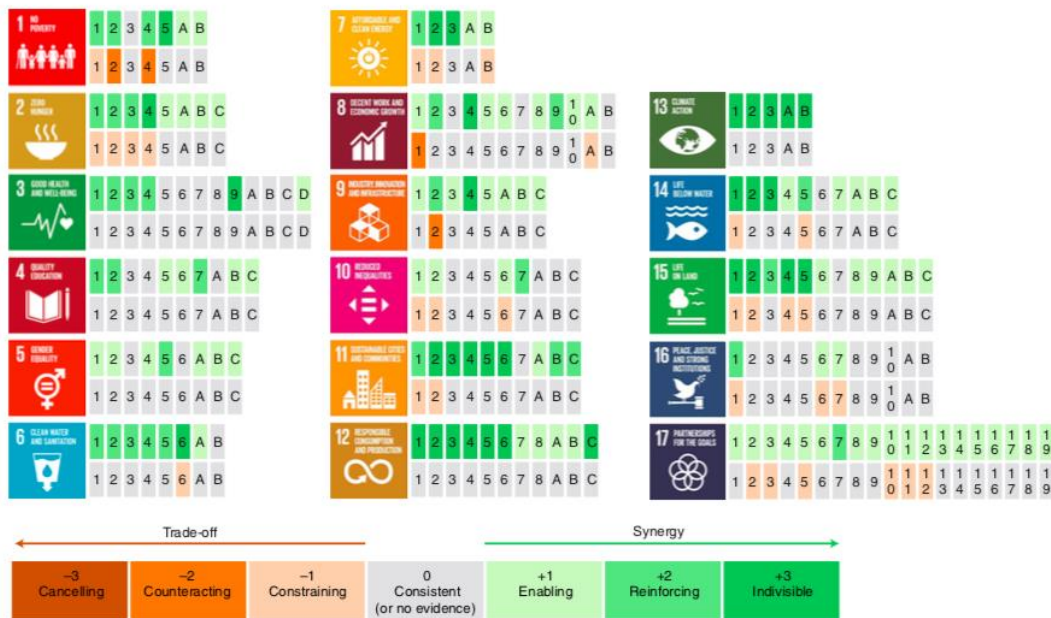 1 NO POVERTY
1 2 3 4 5 A B
1 2 3 4 5 A B
2 ZERO HUNGER
1 2 3 4 5 A B C
1 2 3 4 5 A B C
3 GOOD HEALTH AND WELL-BEING
1 2 3 4 5 6 7 8 9 A B C D
1 2 3 4 5 6 7 8 9 A B C D
4 QUALITY EDUCATION
1 2 3 4 5 6 7 A B C
1 2 3 4 5 6 7 A B C
5 GENDER EQUALITY
1 2 3 4 5 6 A B C
1 2 3 4 5 6 A B C
6 CLEAN WATER AND SANITATION
1 2 3 4 5 6 A B
1 2 3 4 5 6 A B
7 AFFORDABLE AND CLEAN ENERGY
1 2 3 A B
1 2 3 A B
8 DECENT WORK AND ECONOMIC GROWTH
1 2 3 4 5 6 7 8 9 10 A B
1 2 3 4 5 6 7 8 9 10 A B
9 INDUSTRY, INNOVATION AND INFRASTRUCTURE
1 2 3 4 5 A B C
1 2 3 4 5 A B C
10 REDUCED INEQUALITIES
1 2 3 4 5 6 7 A B C
1 2 3 4 5 6 7 A B C
11 SUSTAINABLE CITIES AND COMMUNITIES
1 2 3 4 5 6 7 A B C
1 2 3 4 5 6 7 A B C
12 RESPONSIBLE CONSUMPTION AND PRODUCTION
1 2 3 4 5 6 7 8 A B C
1 2 3 4 5 6 7 8 A B C
13 CLIMATE ACTION
1 2 3 A B
1 2 3 A B
14 LIFE BELOW WATER
1 2 3 4 5 6 7 A B C
1 2 3 4 5 6 7 A B C
15 LIFE ON LAND
1 2 3 4 5 6 7 8 9 A B C
1 2 3 4 5 6 7 8 9 A B C
16 PEACE, JUSTICE AND STRONG INSTITUTIONS
1 2 3 4 5 6 7 8 9 10 A B
1 2 3 4 5 6 7 8 9 10 A B
17 PARTNERSHIPS FOR THE GOALS
1 2 3 4 5 6 7 8 9 10 11 12 13 14 15 16 17 18 19
1 2 3 4 5 6 7 8 9 10 11 12 13 14 15 16 17 18 19
Trade-off
Synergy
−3 Cancelling
−2 Counteracting
−1 Constraining
0 Consistent (or no evidence)
+1 Enabling
+2 Reinforcing
+3 Indivisible